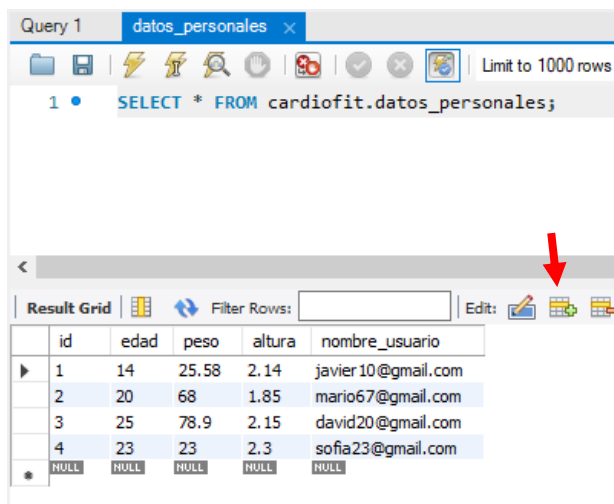 Query 1 datos_personales ×
Limit to 1000 rows
1 SELECT * FROM cardiofit.datos_personales;
Result Grid Filter Rows: Edit:
id edad peso altura nombre_usuario
1 14 25.58 2.14 javier10@gmail.com
2 20 68 1.85 mario67@gmail.com
3 25 78.9 2.15 david20@gmail.com
4 23 23 2.3 sofia23@gmail.com
NULL NULL NULL NULL NULL